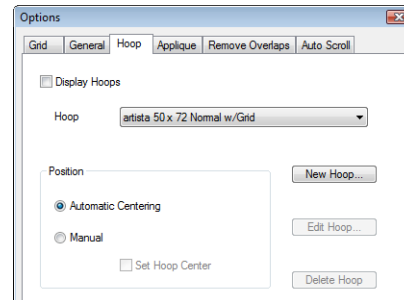 Options
Grid General Hoop Applique Remove Overlaps Auto Scroll
Display Hoops
Hoop artista 50 x 72 Normal w/Grid
Position
New Hoop...
Automatic Centering
Edit Hoop...
Manual
Set Hoop Center
Delete Hoop